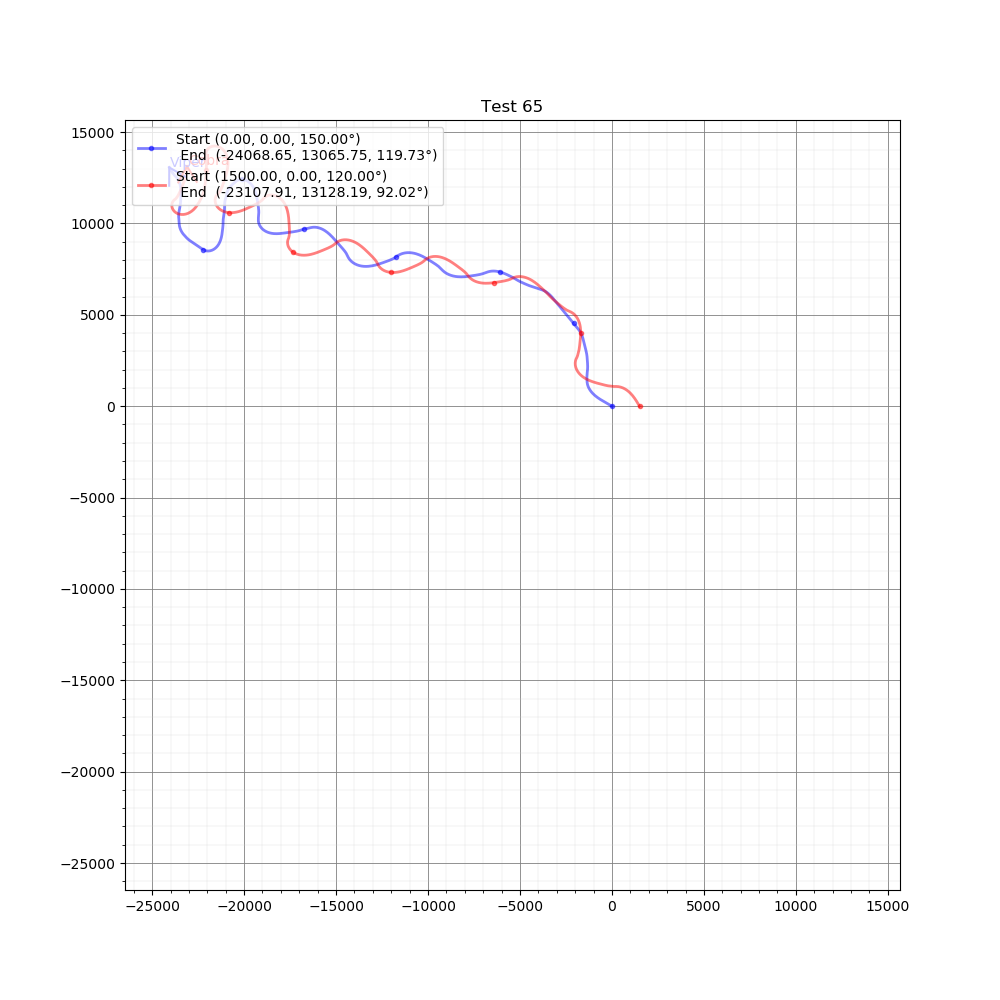 Test 65
Start (0.00, 0.00, 150.00°)
End (-24068.65, 13065.75, 119.73°)
Start (1500.00, 0.00, 120.00°)
End (-23107.91, 13128.19, 92.02°)
15000
10000
5000
0
−5000
−10000
−15000
−20000
−25000
−25000 −20000 −15000 −10000 −5000 0 5000 10000 15000